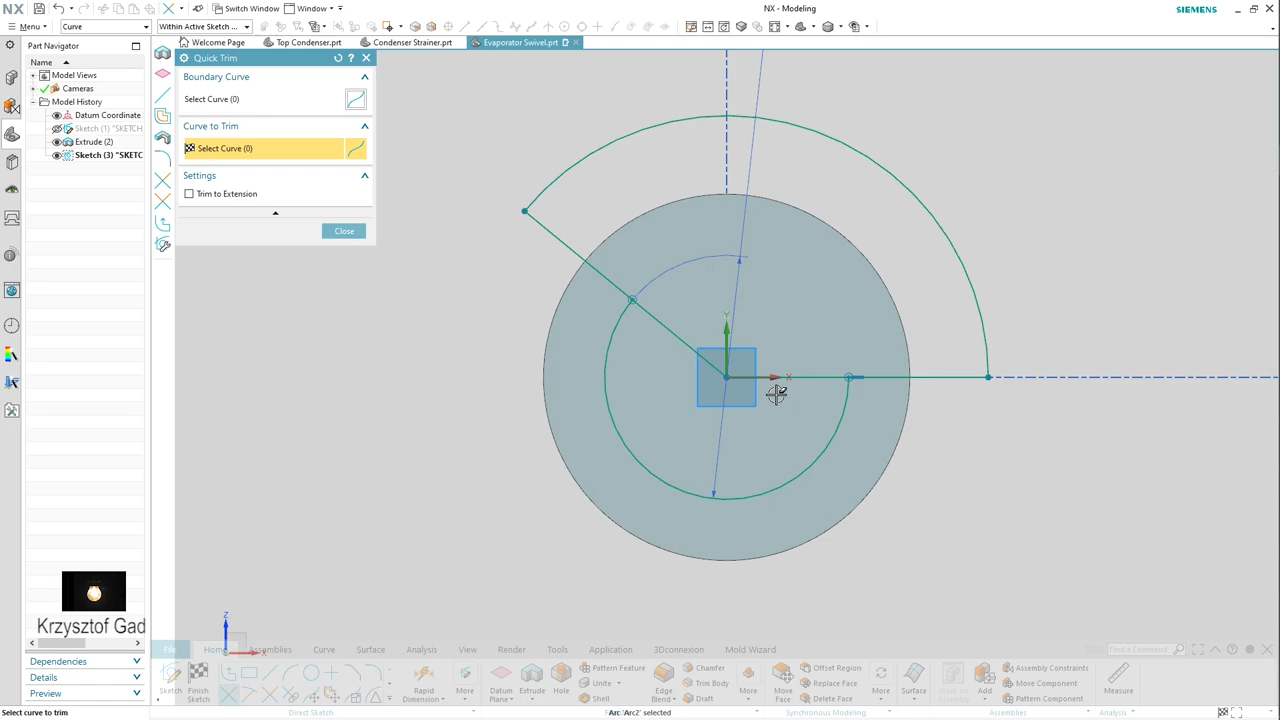 NX
Switch Window
Window
NX - Modeling
SIEMENS
Menu
Curve
Within Active Sketch ...
Part Navigator
Welcome Page
Top Condenser.prt
Condenser Strainer.prt
Evaporator Swivel.prt
Name
Model Views
Cameras
Model History
Datum Coordinate
Sketch (1) "SKETCH
Extrude (2)
Sketch (3) "SKETC
Quick Trim
Boundary Curve
Select Curve (0)
Curve to Trim
Select Curve (0)
Settings
Trim to Extension
Close
Y
X
Krzysztof Gad
Z
X
File
Home
Assemblies
Curve
Surface
Analysis
View
Render
Tools
Application
3Dconnexion
Mold Wizard
Find a Command
Sketch
Finish Sketch
Rapid Dimension
More
Datum Plane
Extrude
Hole
Pattern Feature
Unite
Shell
Edge Blend
Chamfer
Trim Body
Draft
More
Move Face
Offset Region
Replace Face
Delete Face
More
Surface
Add
Assembly Constraints
Move Component
Pattern Component
Measure
Direct Sketch
Feature
Synchronous Modeling
Assemblies
Analysis
Dependencies
Details
Preview
Select curve to trim
Arc 'Arc2' selected